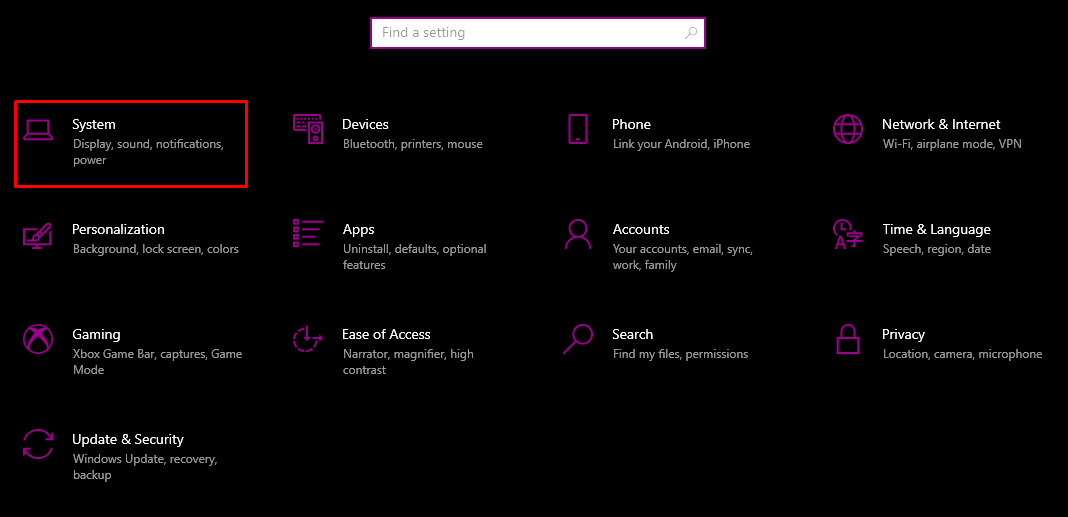 Find a setting
System
Display, sound, notifications,
power
Devices
Bluetooth, printers, mouse
Phone
Link your Android, iPhone
Network & Internet
Wi-Fi, airplane mode, VPN
Personalization
Background, lock screen, colors
Apps
Uninstall, defaults, optional
features
Accounts
Your accounts, email, sync,
work, family
Time & Language
Speech, region, date
Gaming
Xbox Game Bar, captures, Game
Mode
Ease of Access
Narrator, magnifier, high
contrast
Search
Find my files, permissions
Privacy
Location, camera, microphone
Update & Security
Windows Update, recovery,
backup